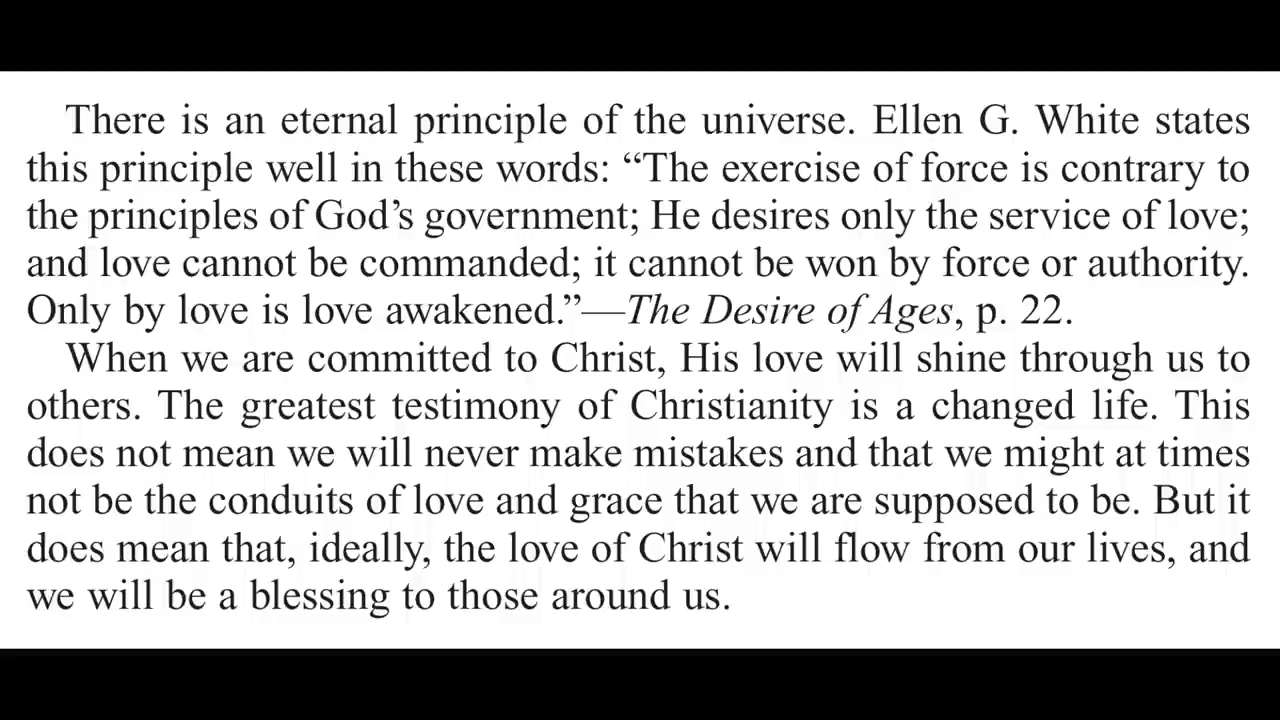 There is an eternal principle of the universe. Ellen G. White states
this principle well in these words: “The exercise of force is contrary to
the principles of God’s government; He desires only the service of love;
and love cannot be commanded; it cannot be won by force or authority.
Only by love is love awakened.”—The Desire of Ages, p. 22.
When we are committed to Christ, His love will shine through us to
others. The greatest testimony of Christianity is a changed life. This
does not mean we will never make mistakes and that we might at times
not be the conduits of love and grace that we are supposed to be. But it
does mean that, ideally, the love of Christ will flow from our lives, and
we will be a blessing to those around us.